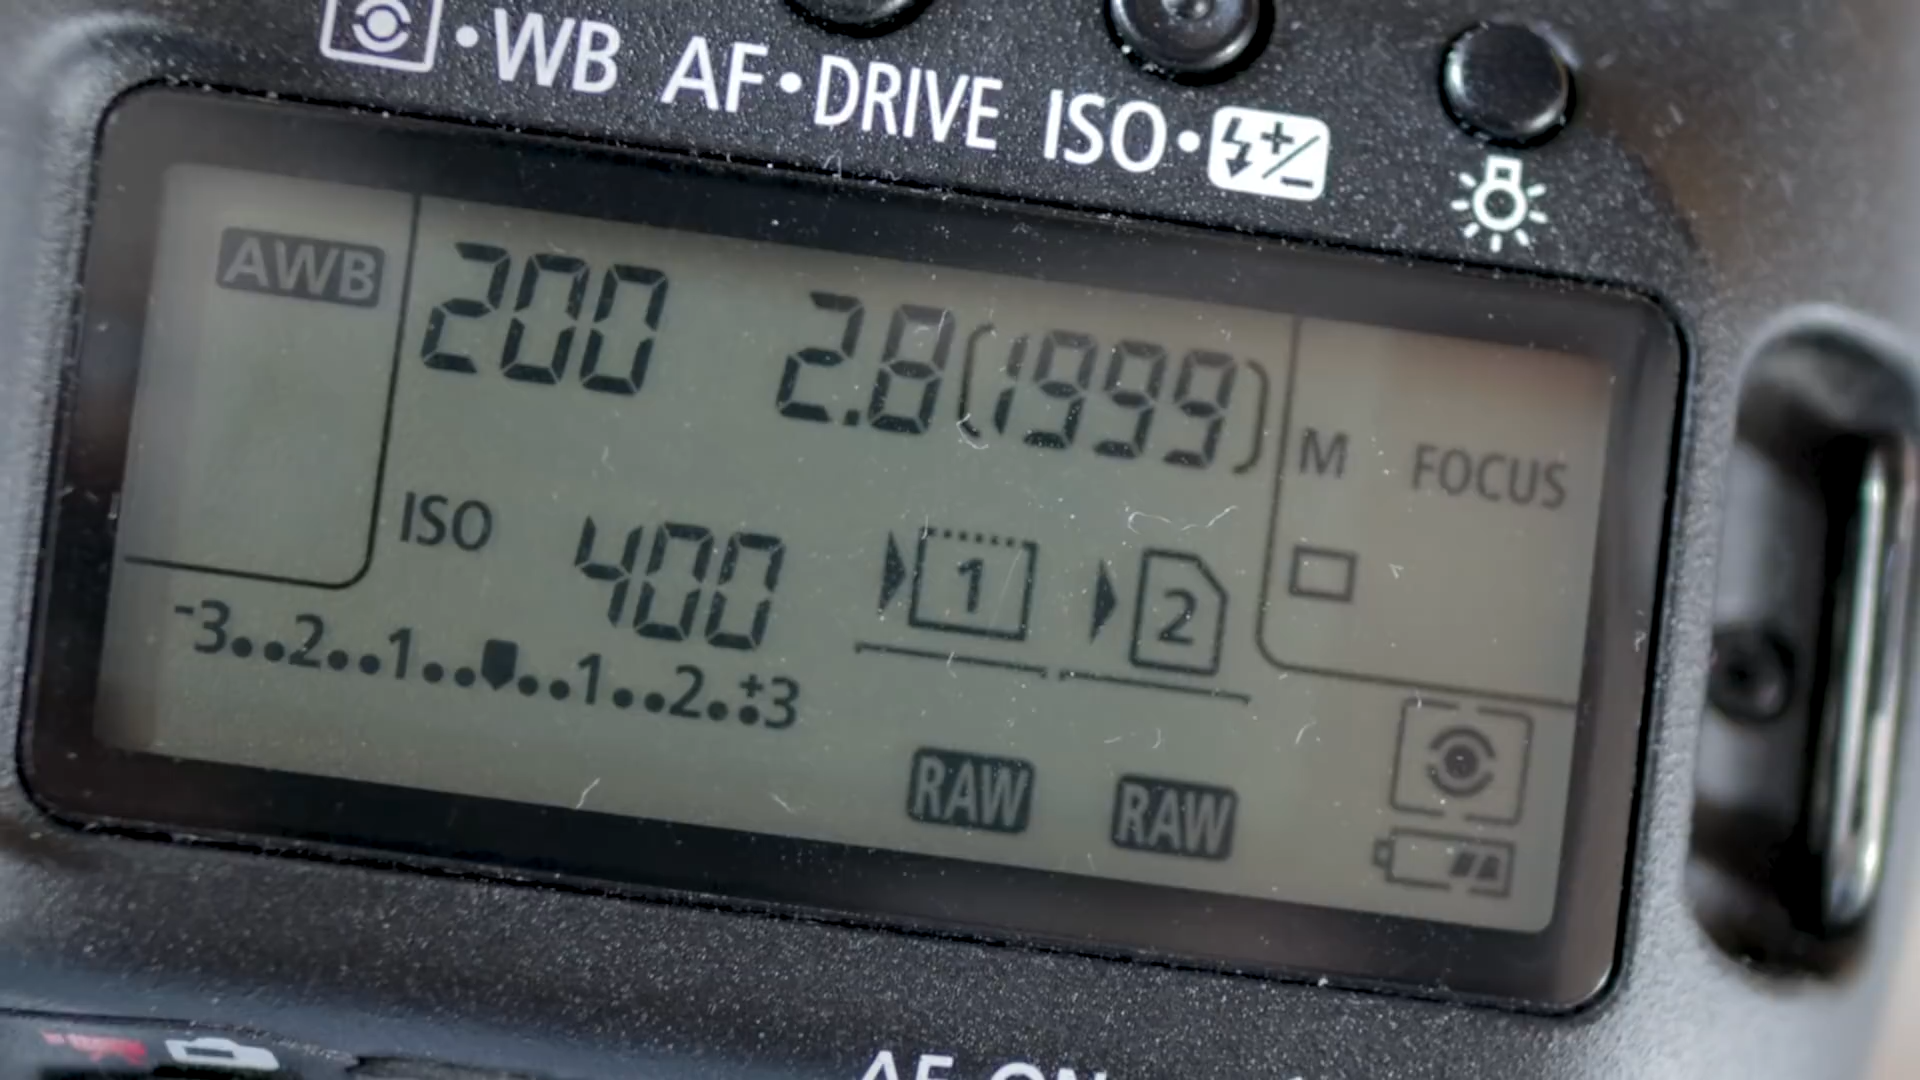 WB AF•DRIVE ISO•
AWB 200 2.8(1999)
M FOCUS
ISO 400 1 2
-3..2..1..▼..1..2..+3
RAW RAW
AF-ON